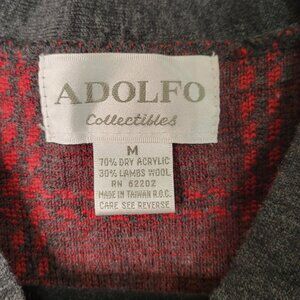 ADOLFO
Collectibles
M
70% DRY ACRYLIC
30% LAMBS WOOL
RN 62202
MADE IN TAIWAN R.O.C.
CARE SEE REVERSE